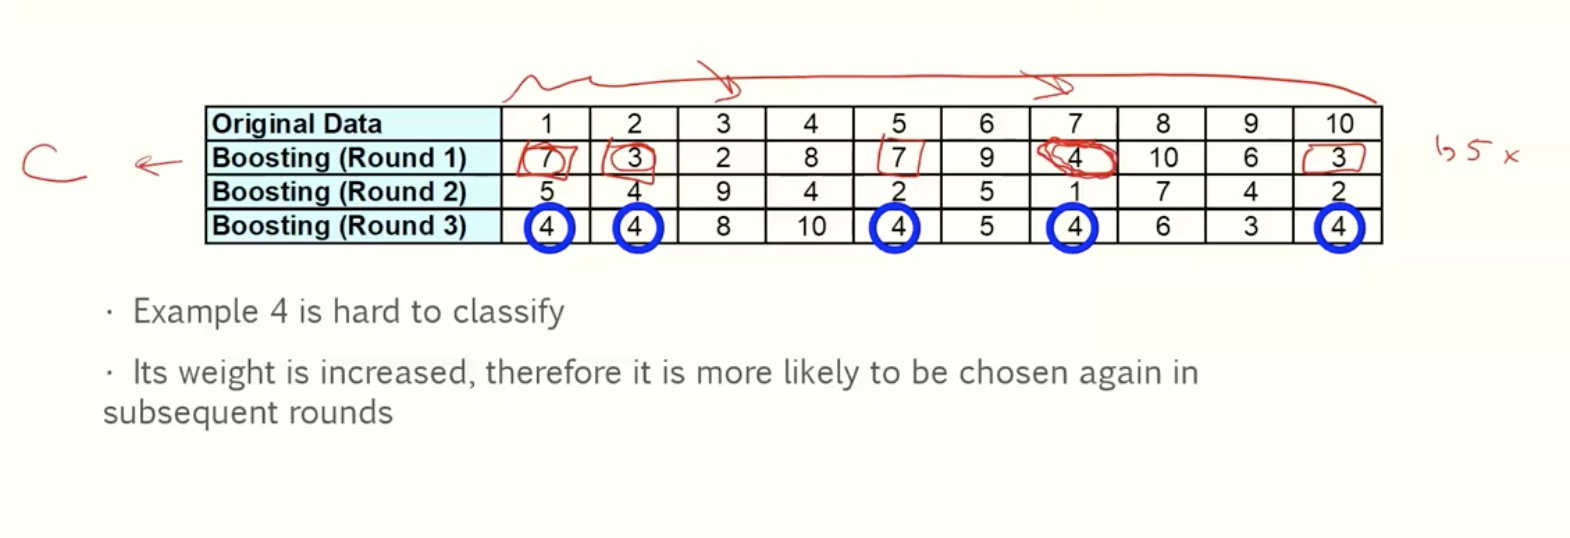 Original Data 1 2 3 4 5 6 7 8 9 10
C ← Boosting (Round 1) 7 3 2 8 7 9 4 10 6 3
Boosting (Round 2) 5 4 9 4 2 5 1 7 4 2
Boosting (Round 3) 4 4 8 10 4 5 4 6 3 4
· Example 4 is hard to classify
· Its weight is increased, therefore it is more likely to be chosen again in
subsequent rounds